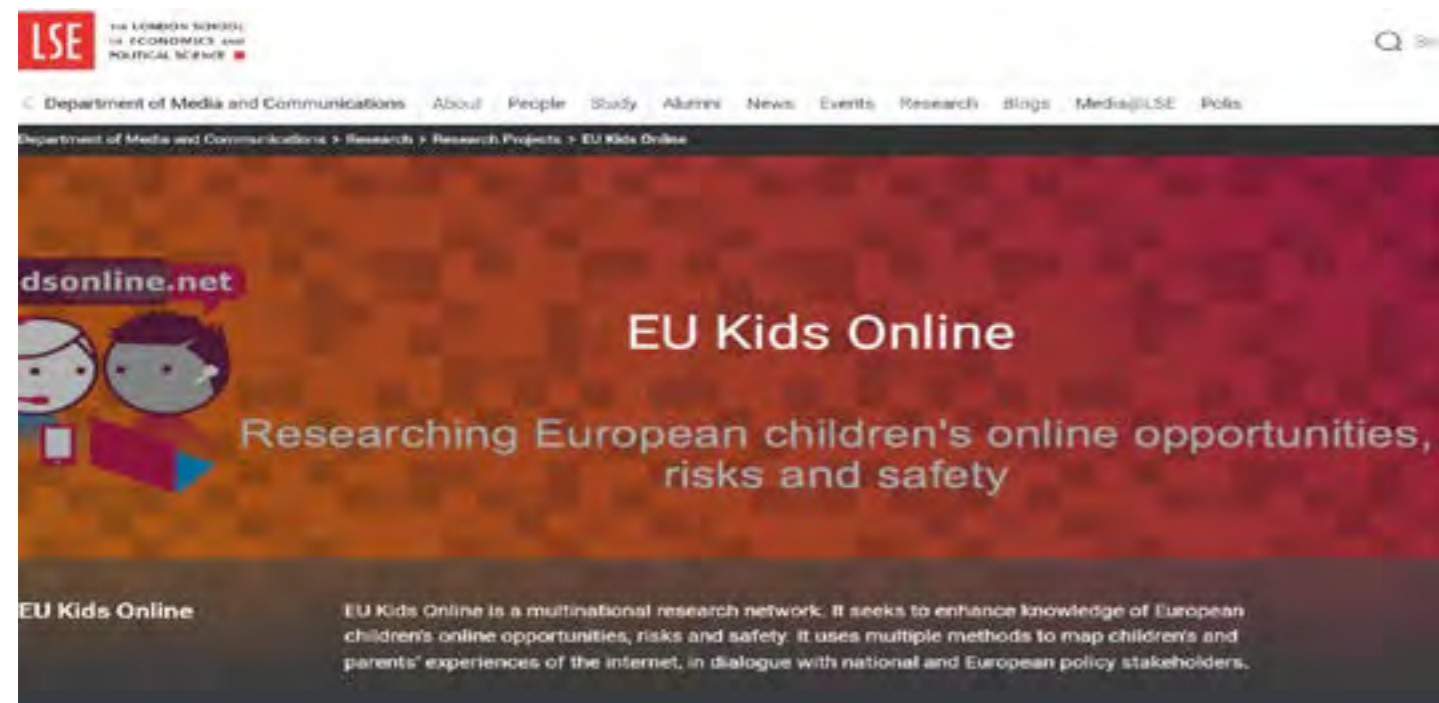 LSE
THE LONDON SCHOOL
OF ECONOMICS AND
POLITICAL SCIENCE
Department of Media and Communications About People Study Alumni News Events Research Blogs Media@LSE Polis
Department of Media and Communications > Research > Research Projects > EU Kids Online
dsonline.net
EU Kids Online
Researching European children's online opportunities,
risks and safety
EU Kids Online
EU Kids Online is a multinational research network. It seeks to enhance knowledge of European
children's online opportunities, risks and safety. It uses multiple methods to map children's and
parents' experiences of the internet, in dialogue with national and European policy stakeholders.